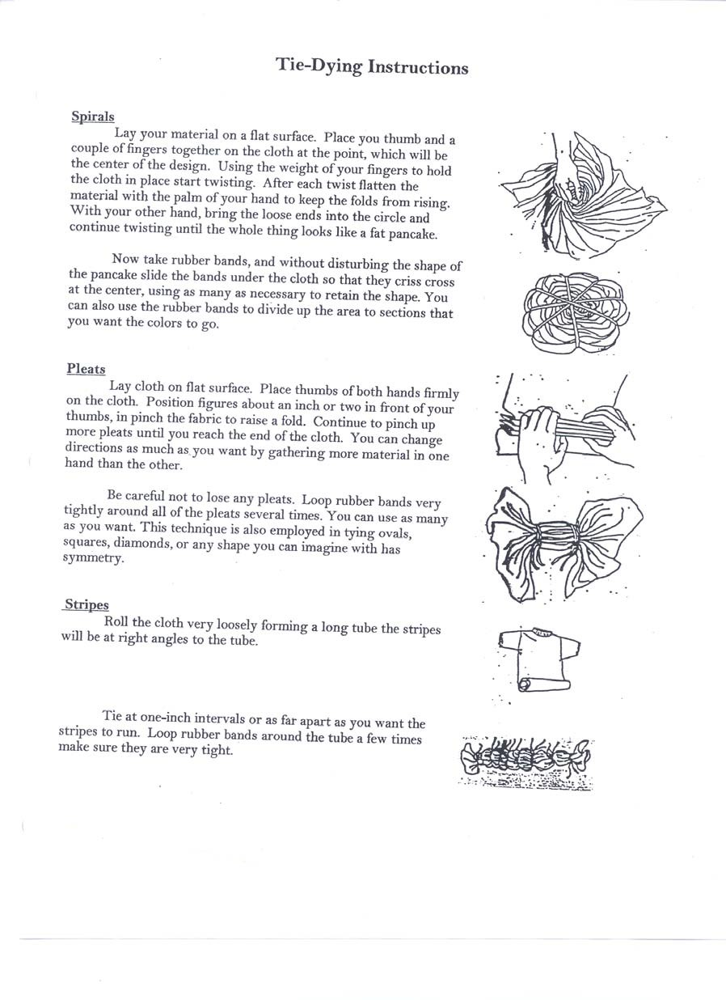 Tie-Dying Instructions
Spirals
Lay your material on a flat surface. Place you thumb and a
couple of fingers together on the cloth at the point, which will be
the center of the design. Using the weight of your fingers to hold
the cloth in place start twisting. After each twist flatten the
material with the palm of your hand to keep the folds from rising.
With your other hand, bring the loose ends into the circle and
continue twisting until the whole thing looks like a fat pancake.
Now take rubber bands, and without disturbing the shape of
the pancake slide the bands under the cloth so that they criss cross
at the center, using as many as necessary to retain the shape. You
can also use the rubber bands to divide up the area to sections that
you want the colors to go.
Pleats
Lay cloth on flat surface. Place thumbs of both hands firmly
on the cloth. Position figures about an inch or two in front of your
thumbs, in pinch the fabric to raise a fold. Continue to pinch up
more pleats until you reach the end of the cloth. You can change
directions as much as you want by gathering more material in one
hand than the other.
Be careful not to lose any pleats. Loop rubber bands very
tightly around all of the pleats several times. You can use as many
as you want. This technique is also employed in tying ovals,
squares, diamonds, or any shape you can imagine with has
symmetry.
Stripes
Roll the cloth very loosely forming a long tube the stripes
will be at right angles to the tube.
Tie at one-inch intervals or as far apart as you want the
stripes to run. Loop rubber bands around the tube a few times
make sure they are very tight.